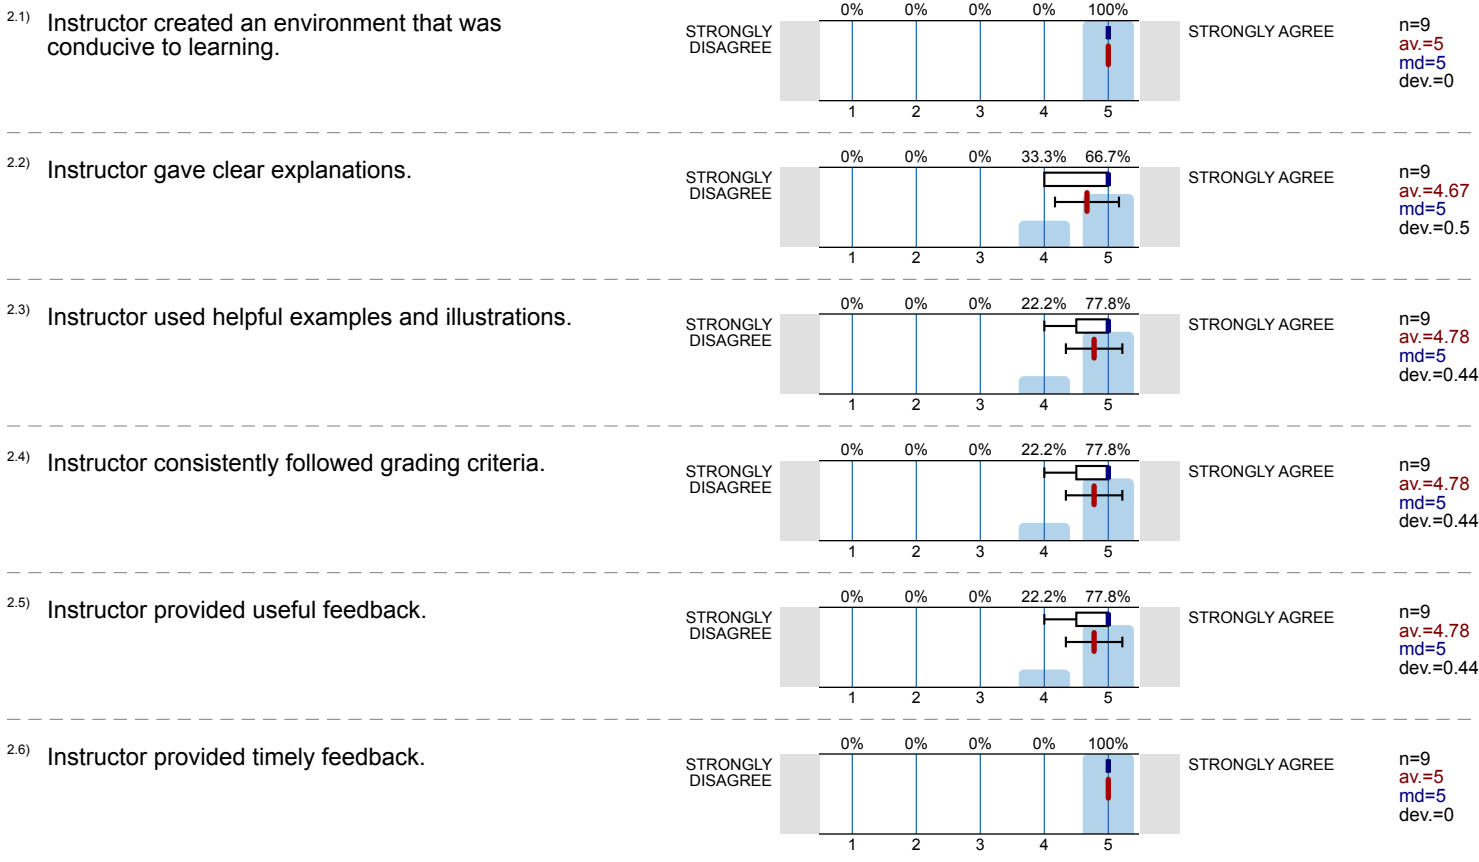 2.1) Instructor created an environment that was
conducive to learning.
0% 0% 0% 0% 100%
STRONGLY
DISAGREE
STRONGLY AGREE
n=9
av.=5
md=5
dev.=0
1 2 3 4 5
2.2) Instructor gave clear explanations.
0% 0% 0% 33.3% 66.7%
STRONGLY
DISAGREE
STRONGLY AGREE
n=9
av.=4.67
md=5
dev.=0.5
1 2 3 4 5
2.3) Instructor used helpful examples and illustrations.
0% 0% 0% 22.2% 77.8%
STRONGLY
DISAGREE
STRONGLY AGREE
n=9
av.=4.78
md=5
dev.=0.44
1 2 3 4 5
2.4) Instructor consistently followed grading criteria.
0% 0% 0% 22.2% 77.8%
STRONGLY
DISAGREE
STRONGLY AGREE
n=9
av.=4.78
md=5
dev.=0.44
1 2 3 4 5
2.5) Instructor provided useful feedback.
0% 0% 0% 22.2% 77.8%
STRONGLY
DISAGREE
STRONGLY AGREE
n=9
av.=4.78
md=5
dev.=0.44
1 2 3 4 5
2.6) Instructor provided timely feedback.
0% 0% 0% 0% 100%
STRONGLY
DISAGREE
STRONGLY AGREE
n=9
av.=5
md=5
dev.=0
1 2 3 4 5